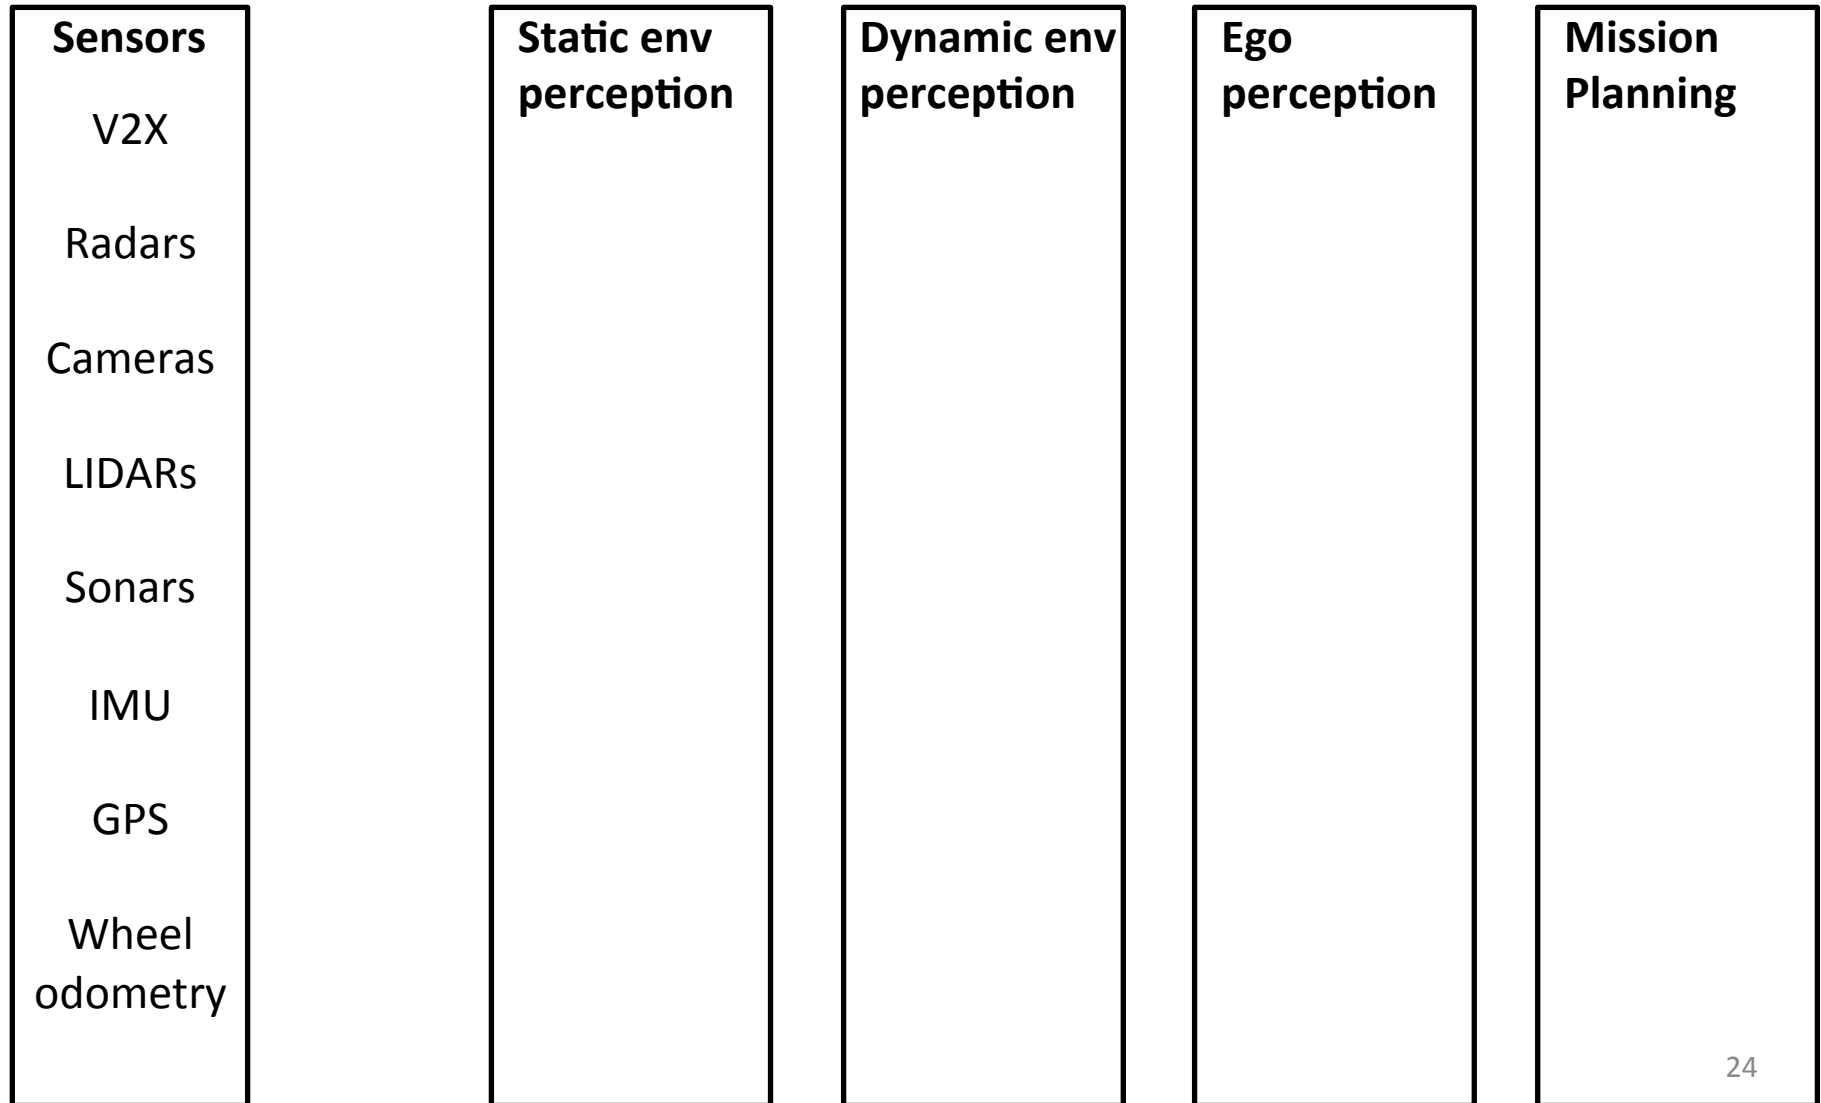 Sensors
V2X
Radars
Cameras
LIDARs
Sonars
IMU
GPS
Wheel
odometry
Static env
perception
Dynamic env
perception
Ego
perception
Mission
Planning
24